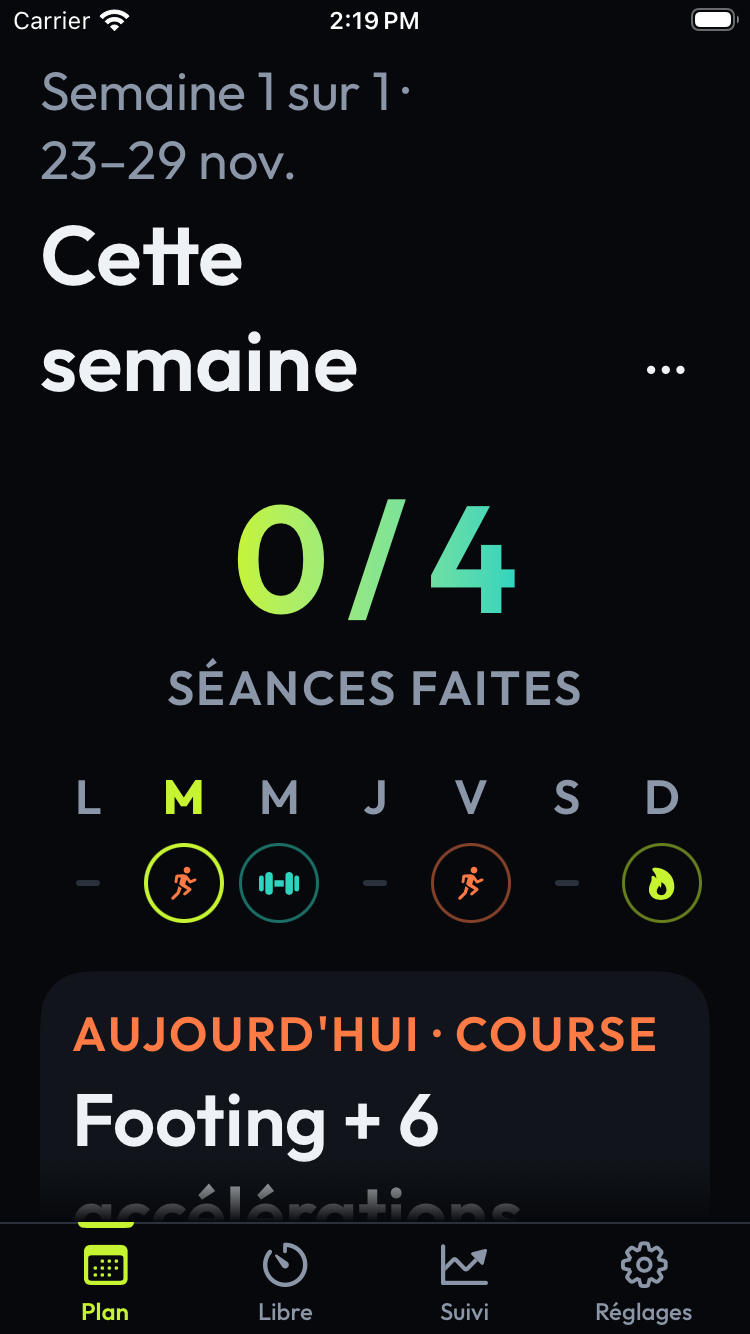 Carrier 2:19 PM
Semaine 1 sur 1 ·
23–29 nov.
Cette
semaine
...
0/4
SÉANCES FAITES
L M M J V S D
AUJOURD'HUI · COURSE
Footing + 6
accélérations
Plan Libre Suivi Réglages